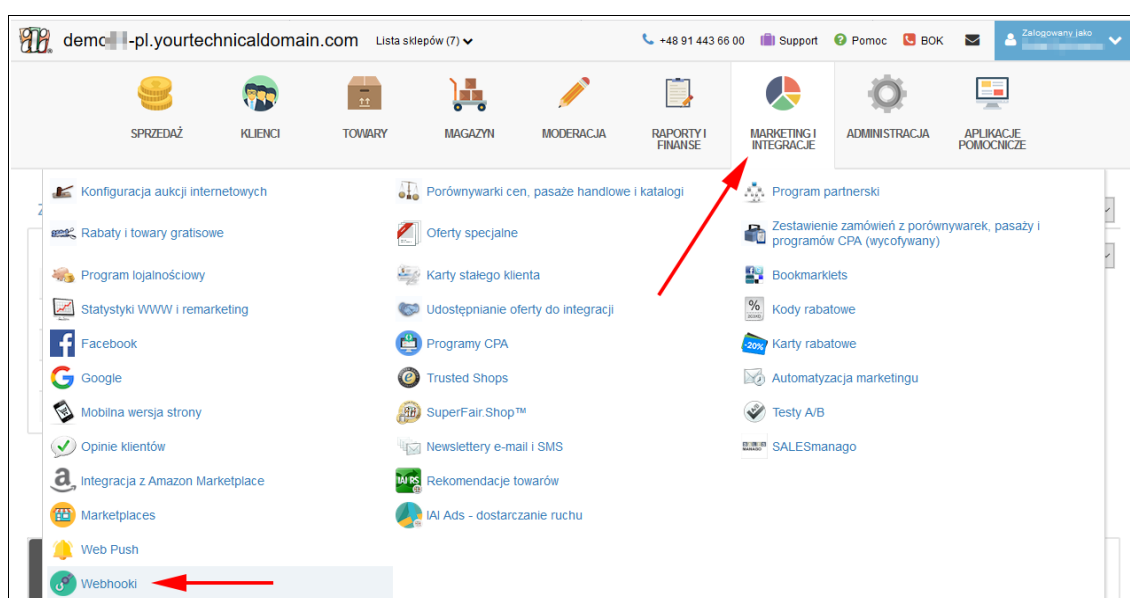 demo -pl.yourtechnicaldomain.com Lista sklepów (7) +48 91 443 66 00 Support Pomoc BOK Zalogowany jako
SPRZEDAŻ KLIENCI TOWARY MAGAZYN MODERACJA RAPORTY I FINANSE MARKETING I INTEGRACJE ADMINISTRACJA APLIKACJE POMOCNICZE
Konfiguracja aukcji internetowych
Porównywarki cen, pasaże handlowe i katalogi
Program partnerski
Rabaty i towary gratisowe
Oferty specjalne
Zestawienie zamówień z porównywarek, pasaży i
programów CPA (wycofywany)
Program lojalnościowy
Karty stałego klienta
Bookmarklets
Statystyki WWW i remarketing
Udostępnianie oferty do integracji
Kody rabatowe
Facebook
Programy CPA
-20%
Karty rabatowe
Google
Trusted Shops
Automatyzacja marketingu
Mobilna wersja strony
SuperFair.Shop™
Testy A/B
Opinie klientów
Newslettery e-mail i SMS
SALESmanago
Integracja z Amazon Marketplace
IAI RS
Rekomendacje towarów
Marketplaces
IAI Ads - dostarczanie ruchu
Web Push
Webhooki